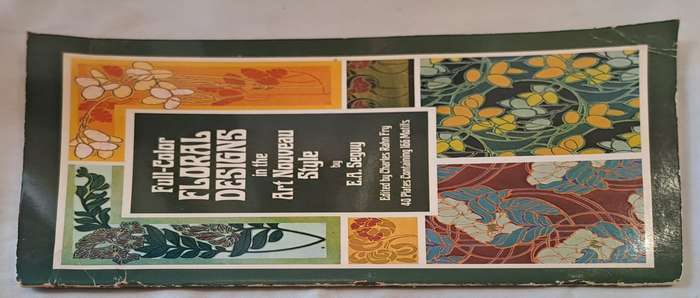 Full-Color
FLORAL
DESIGNS
in the
Art Nouveau
Style
by
E.A. Seguy
Edited by Charles Rahn Fry
40 Plates Containing 166 Motifs